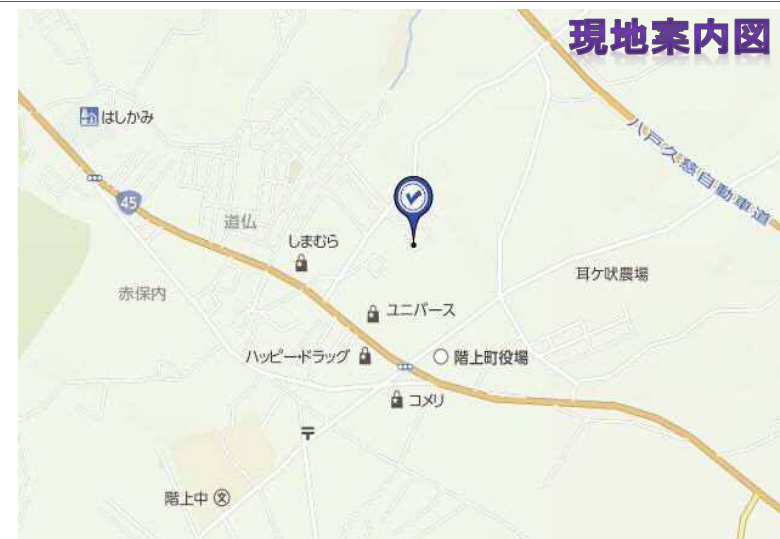 現地案内図
はしかみ
八戸久慈自動車道
45
道仏
しまむら
耳ケ吠農場
赤保内
ユニバース
ハッピー・ドラッグ
階上町役場
コメリ
階上中 文